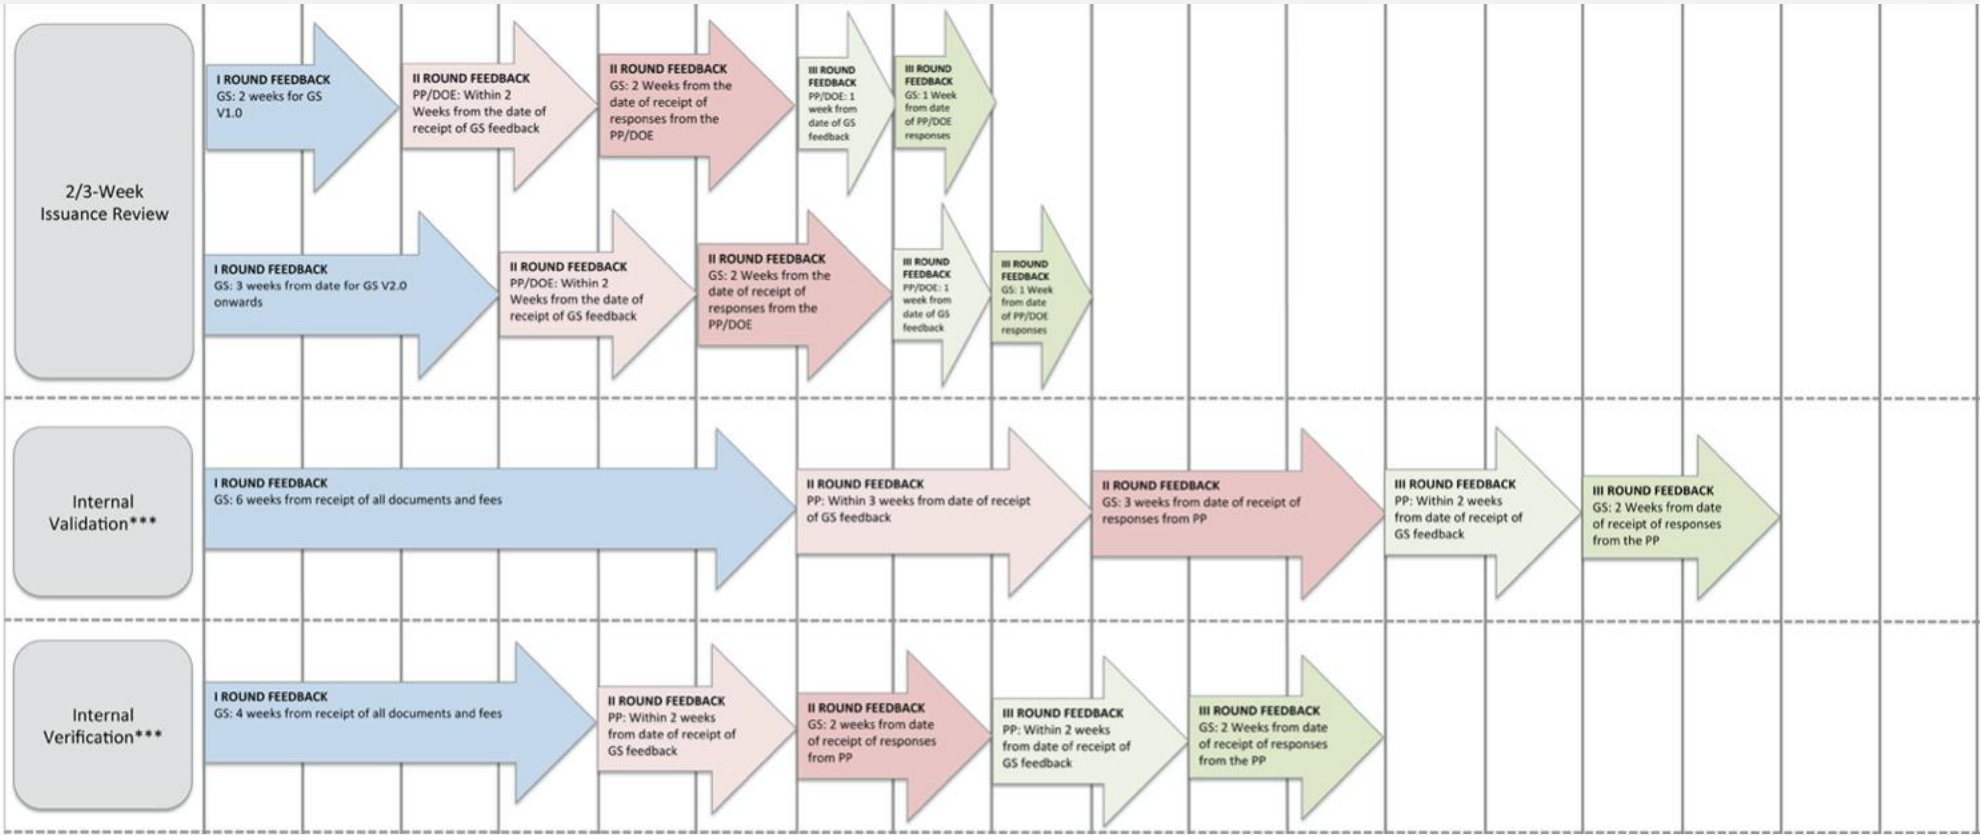 2/3-Week
Issuance Review
I ROUND FEEDBACK
GS: 2 weeks for GS
V1.0
II ROUND FEEDBACK
PP/DOE: Within 2
Weeks from the date of
receipt of GS feedback
II ROUND FEEDBACK
GS: 2 Weeks from the
date of receipt of
responses from the
PP/DOE
III ROUND
FEEDBACK
PP/DOE: 1
week from
date of GS
feedback
III ROUND
FEEDBACK
GS: 1 Week
from date
of PP/DOE
responses
I ROUND FEEDBACK
GS: 3 weeks from date for GS V2.0
onwards
II ROUND FEEDBACK
PP/DOE: Within 2
Weeks from the date of
receipt of GS feedback
II ROUND FEEDBACK
GS: 2 Weeks from the
date of receipt of
responses from the
PP/DOE
III ROUND
FEEDBACK
PP/DOE: 1
week from
date of GS
feedback
III ROUND
FEEDBACK
GS: 1 Week
from date
of PP/DOE
responses
Internal
Validation***
I ROUND FEEDBACK
GS: 6 weeks from receipt of all documents and fees
II ROUND FEEDBACK
PP: Within 3 weeks from date of receipt
of GS feedback
II ROUND FEEDBACK
GS: 3 weeks from date of receipt of
responses from PP
III ROUND FEEDBACK
PP: Within 2 weeks
from date of receipt of
GS feedback
III ROUND FEEDBACK
GS: 2 Weeks from date
of receipt of responses
from the PP
Internal
Verification***
I ROUND FEEDBACK
GS: 4 weeks from receipt of all documents and fees
II ROUND FEEDBACK
PP: Within 2 weeks
from date of receipt of
GS feedback
II ROUND FEEDBACK
GS: 2 weeks from date
of receipt of responses
from PP
III ROUND FEEDBACK
PP: Within 2 weeks
from date of receipt of
GS feedback
III ROUND FEEDBACK
GS: 2 Weeks from date
of receipt of responses
from the PP